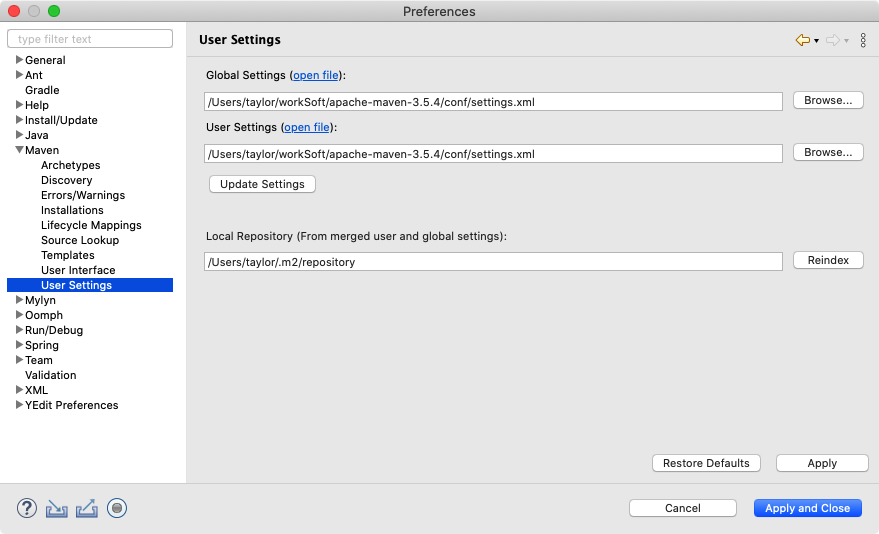 Preferences
type filter text
General
Ant
Gradle
Help
Install/Update
Java
Maven
Archetypes
Discovery
Errors/Warnings
Installations
Lifecycle Mappings
Source Lookup
Templates
User Interface
User Settings
Mylyn
Oomph
Run/Debug
Spring
Team
Validation
XML
YEdit Preferences
User Settings
Global Settings (open file):
/Users/taylor/workSoft/apache-maven-3.5.4/conf/settings.xml
Browse...
User Settings (open file):
/Users/taylor/workSoft/apache-maven-3.5.4/conf/settings.xml
Browse...
Update Settings
Local Repository (From merged user and global settings):
/Users/taylor/.m2/repository
Reindex
Restore Defaults
Apply
?
Cancel
Apply and Close